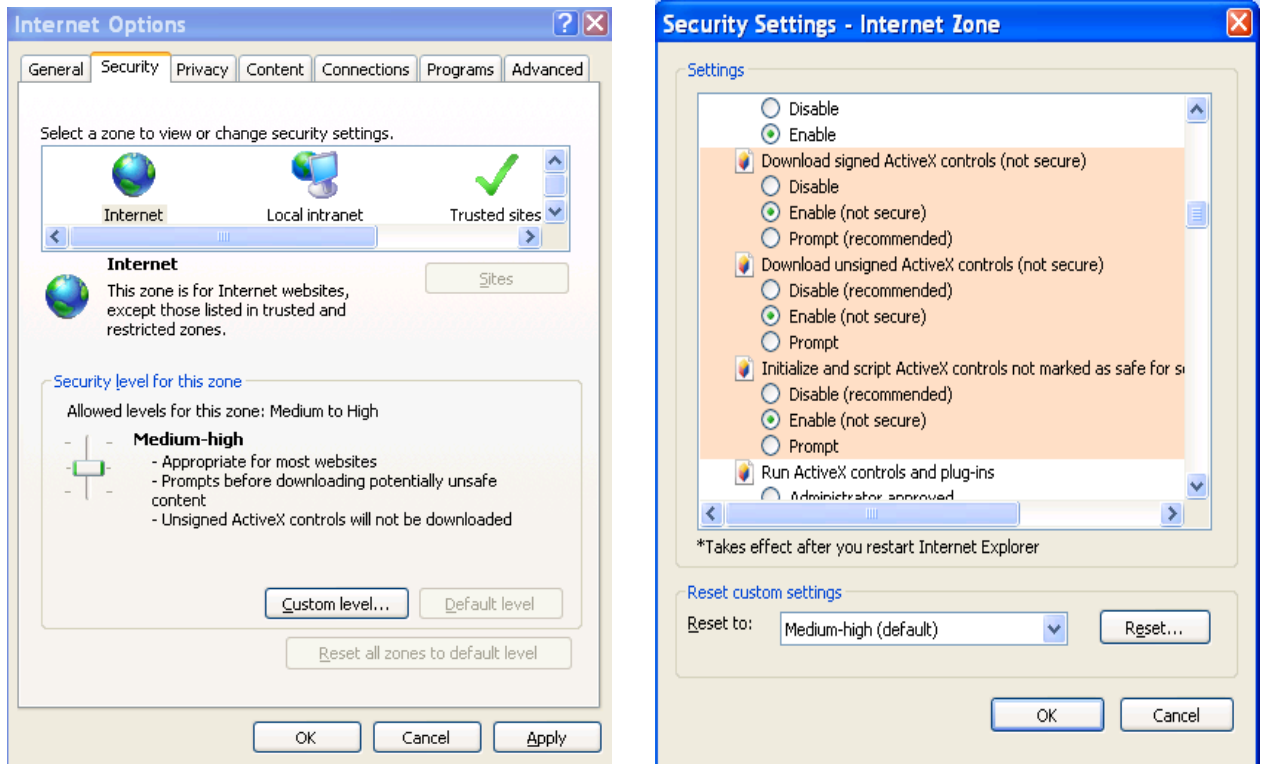 Internet Options
General Security Privacy Content Connections Programs Advanced
Select a zone to view or change security settings.
Internet Local intranet Trusted sites
Internet
Sites
This zone is for Internet websites,
except those listed in trusted and
restricted zones.
Security level for this zone
Allowed levels for this zone: Medium to High
Medium-high
- Appropriate for most websites
- Prompts before downloading potentially unsafe
content
- Unsigned ActiveX controls will not be downloaded
Custom level... Default level
Reset all zones to default level
OK Cancel Apply
Security Settings - Internet Zone
Settings
Disable
Enable
Download signed ActiveX controls (not secure)
Disable
Enable (not secure)
Prompt (recommended)
Download unsigned ActiveX controls (not secure)
Disable (recommended)
Enable (not secure)
Prompt
Initialize and script ActiveX controls not marked as safe for s
Disable (recommended)
Enable (not secure)
Prompt
Run ActiveX controls and plug-ins
Administrator approved
*Takes effect after you restart Internet Explorer
Reset custom settings
Reset to: Medium-high (default) Reset...
OK Cancel